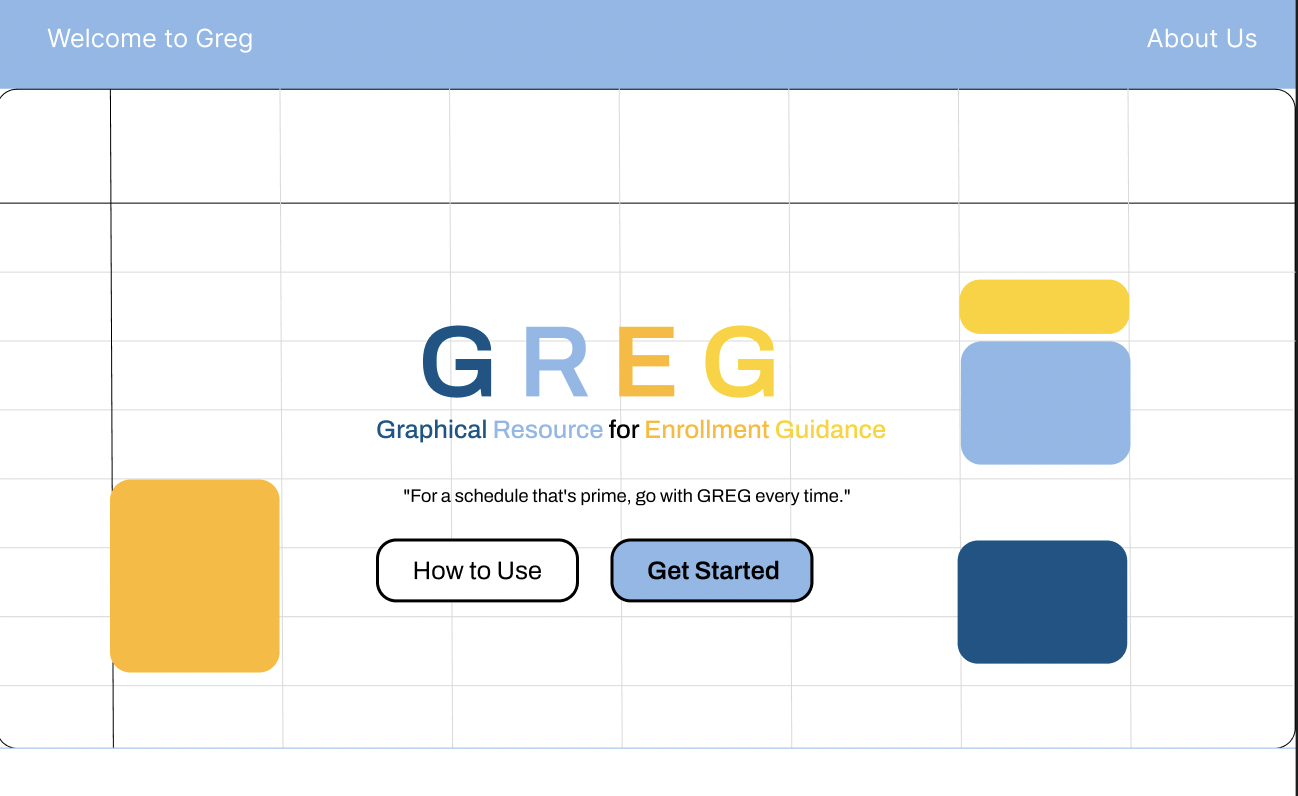 Welcome to Greg
About Us
GREG
Graphical Resource for Enrollment Guidance
"For a schedule that's prime, go with GREG every time."
How to Use
Get Started